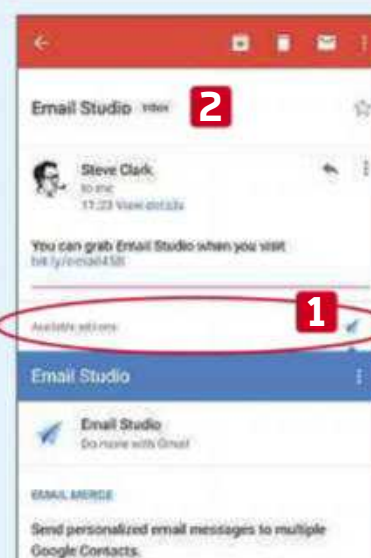 Email Studio Inbox
2
Steve Clark
to me
11:23 View details
You can grab Email Studio when you visit
bit.ly/email458
Available add-ons
1
Email Studio
Email Studio
Do more with Gmail
EMAIL MERGE
Send personalized email messages to multiple
Google Contacts.